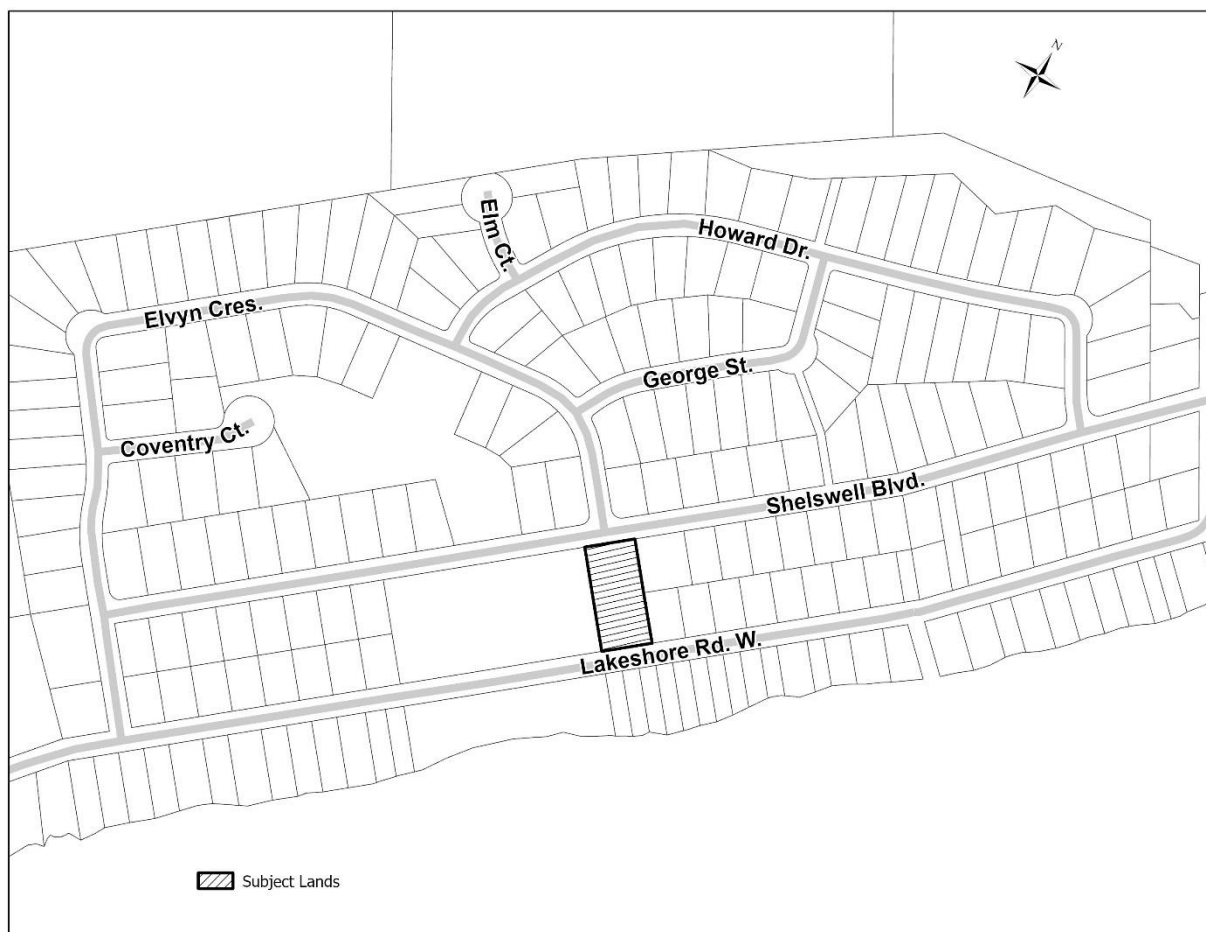 N
Elm Ct.
Howard Dr.
Elvyn Cres.
George St.
Coventry Ct.
Shelswell Blvd.
Lakeshore Rd. W.
Subject Lands